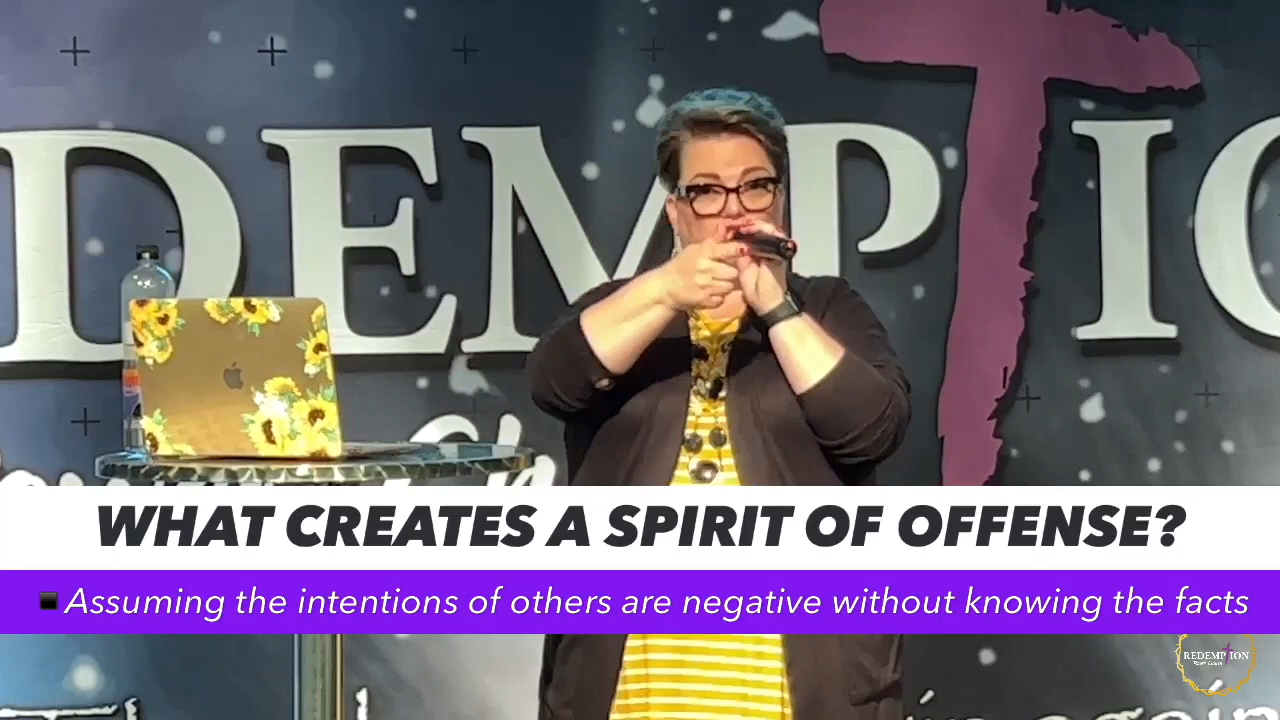 DEMPTIO
WHAT CREATES A SPIRIT OF OFFENSE?
Assuming the intentions of others are negative without knowing the facts
REDEMPTION